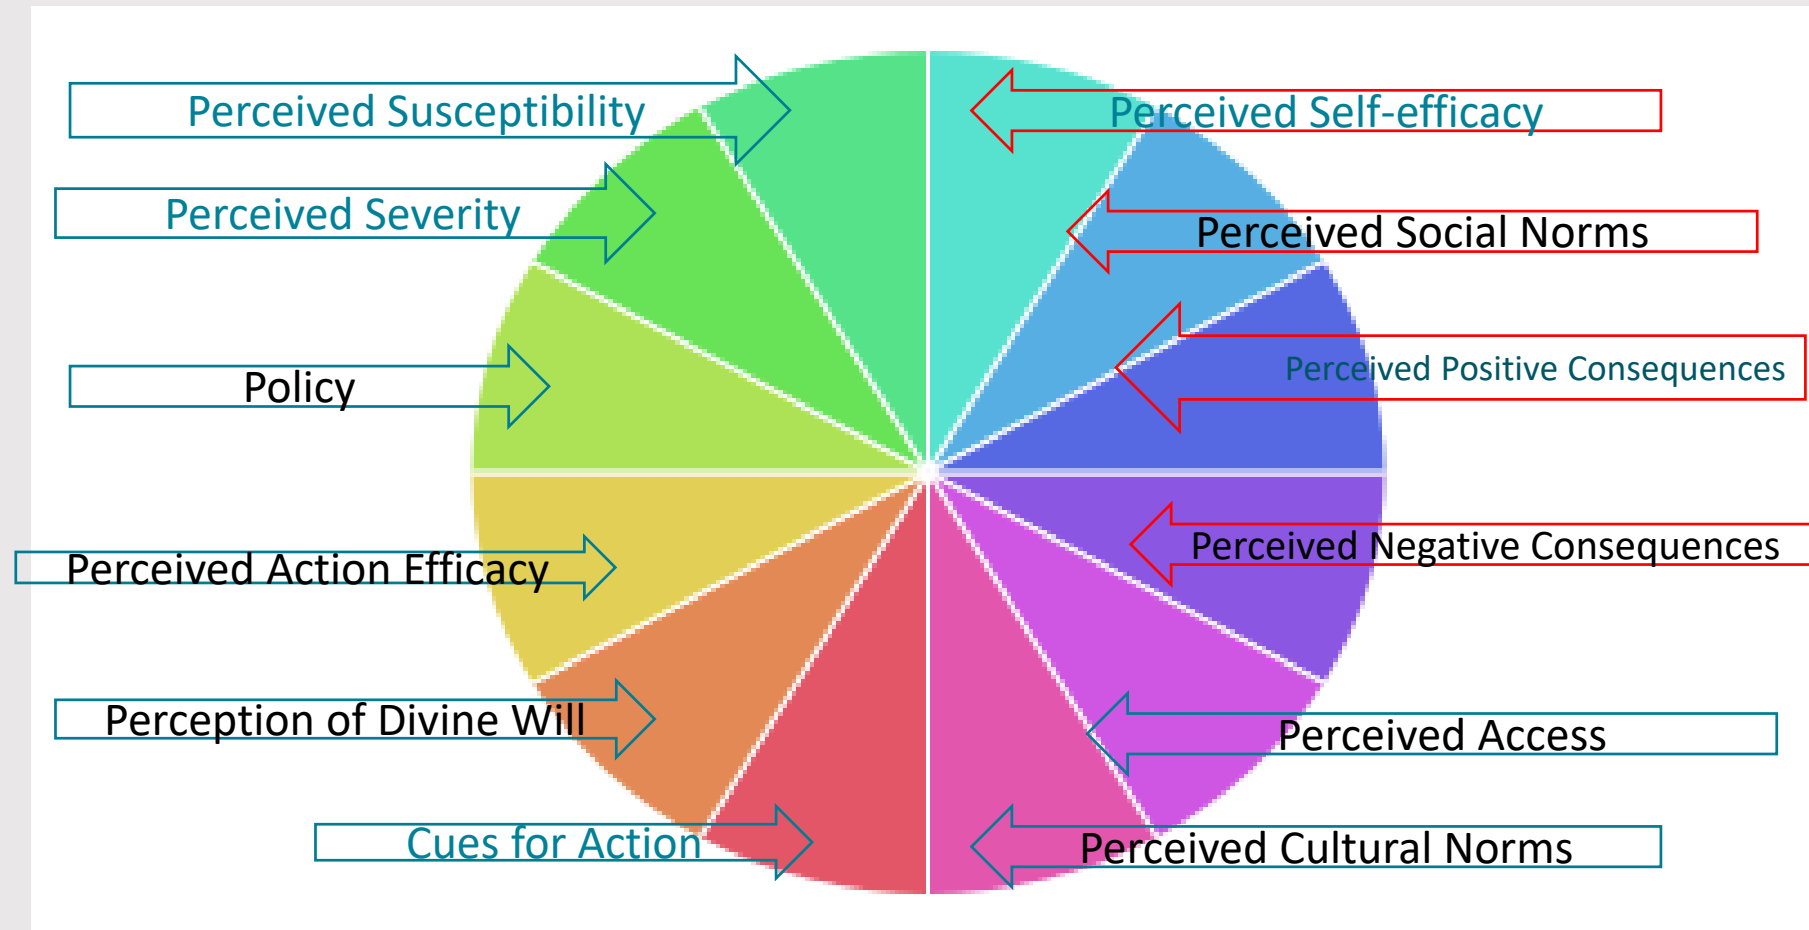 Perceived Susceptibility
Perceived Self-efficacy
Perceived Severity
Perceived Social Norms
Perceived Positive Consequences
Policy
Perceived Negative Consequences
Perceived Action Efficacy
Perception of Divine Will
Perceived Access
Cues for Action
Perceived Cultural Norms